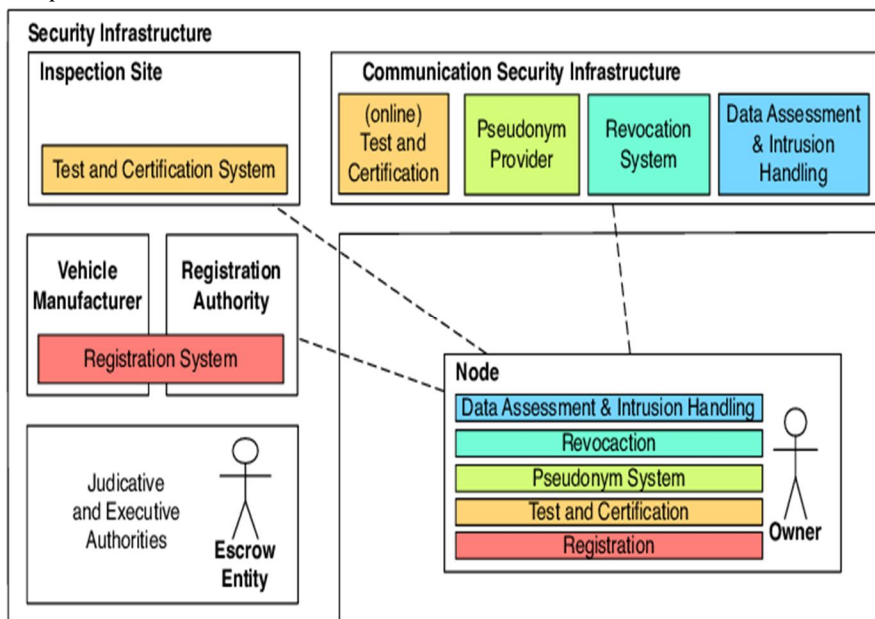 Security Infrastructure
Inspection Site
Test and Certification System
Communication Security Infrastructure
(online)
Test and
Certification
Pseudonym
Provider
Revocation
System
Data Assessment
& Intrusion
Handling
Vehicle
Manufacturer
Registration
Authority
Registration System
Judicative
and Executive
Authorities
Escrow
Entity
Node
Data Assessment & Intrusion Handling
Revocaction
Pseudonym System
Test and Certification
Registration
Owner